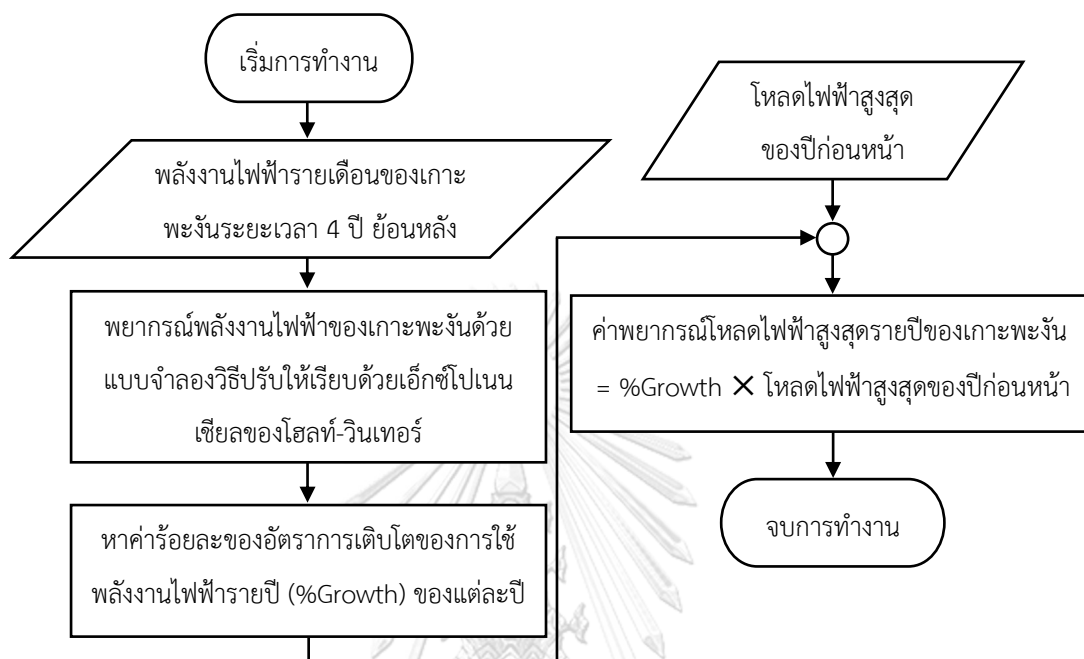 เริ่มการทำงาน
พลังงานไฟฟ้ารายเดือนของเกาะ
พะงันระยะเวลา 4 ปี ย้อนหลัง
พยากรณ์พลังงานไฟฟ้าของเกาะพะงันด้วย
แบบจำลองวิธีปรับให้เรียบด้วยเอ็กซ์โปเนน
เชียลของโฮลท์-วินเทอร์
หาค่าร้อยละของอัตราการเติบโตของการใช้
พลังงานไฟฟ้ารายปี (%Growth) ของแต่ละปี
โหลดไฟฟ้าสูงสุด
ของปีก่อนหน้า
ค่าพยากรณ์โหลดไฟฟ้าสูงสุดรายปีของเกาะพะงัน
= %Growth × โหลดไฟฟ้าสูงสุดของปีก่อนหน้า
จบการทำงาน